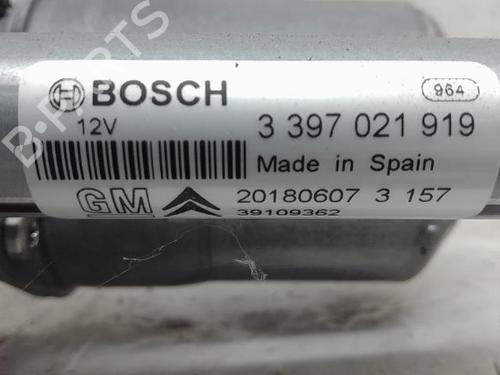 B-PARTS
BOSCH
964
12V
3 397 021 919
Made in Spain
GM
20180607 3 157
39109362